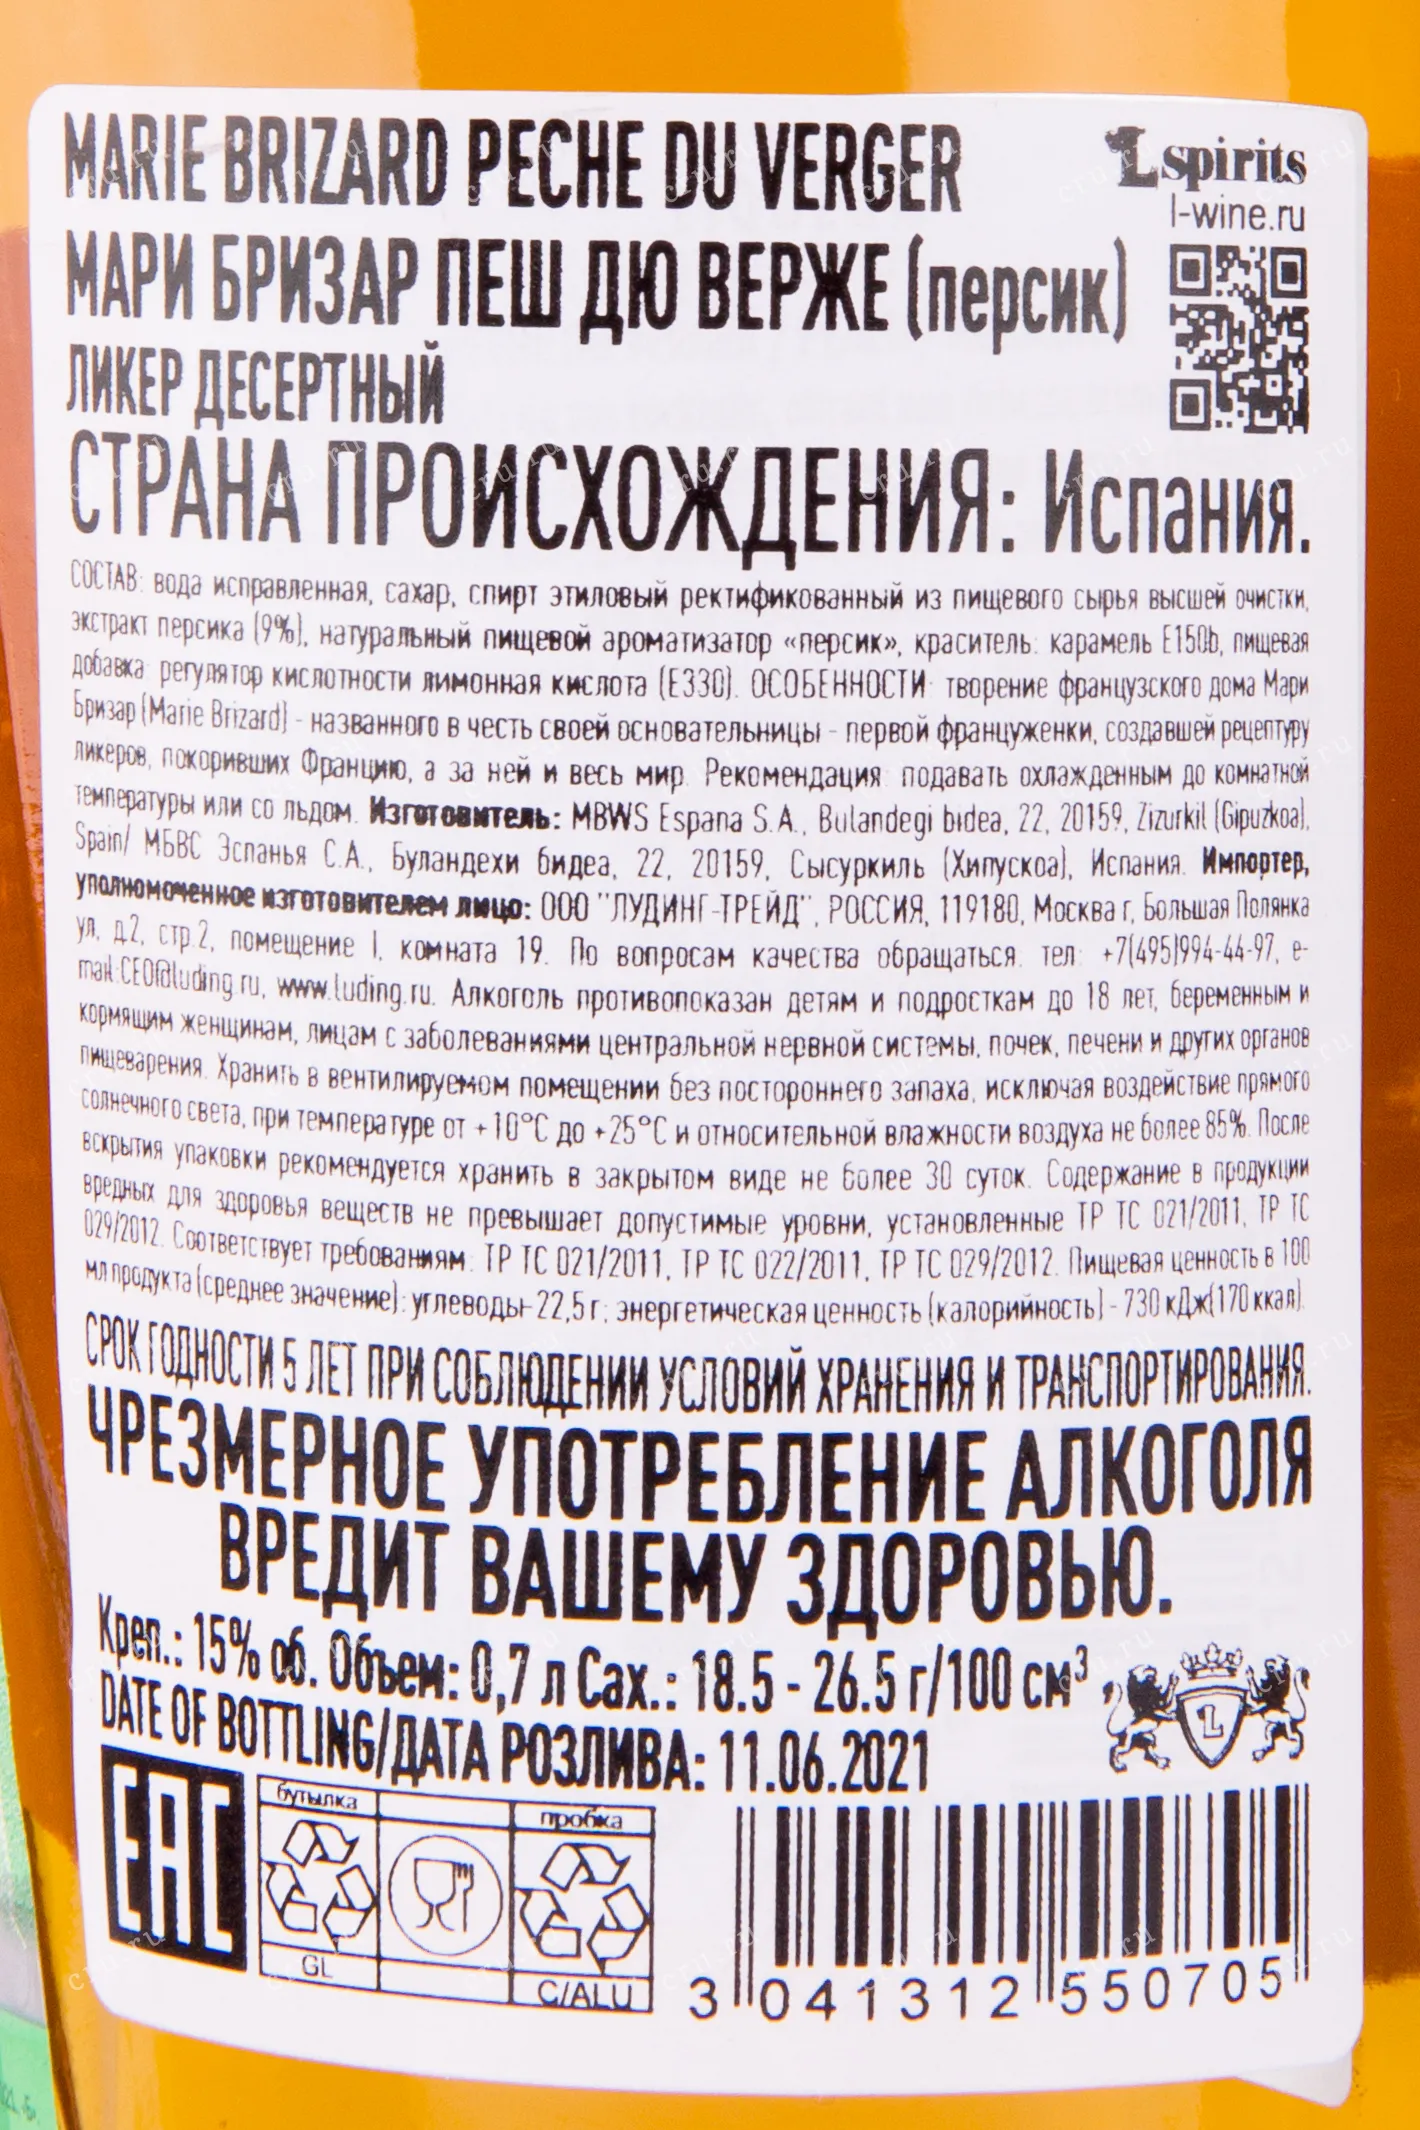 MARIE BRIZARD PECHE DU VERGER
L spirits
l-wine.ru
МАРИ БРИЗАР ПЕШ ДЮ ВЕРЖЕ (персик)
ЛИКЕР ДЕСЕРТНЫЙ
СТРАНА ПРОИСХОЖДЕНИЯ: Испания.
СОСТАВ: вода исправленная, сахар, спирт этиловый ректификованный из пищевого сырья высшей очистки,
экстракт персика (9%), натуральный пищевой ароматизатор «персик», краситель: карамель Е150b, пищевая
добавка: регулятор кислотности лимонная кислота (Е330). ОСОБЕННОСТИ: творение французского дома Мари
Бризар (Marie Brizard) - названного в честь своей основательницы - первой француженки, создавшей рецептуру
ликеров, покоривших Францию, а за ней и весь мир. Рекомендация: подавать охлажденным до комнатной
температуры или со льдом. Изготовитель: MBWS Espana S.A., Bulandegi bidea, 22, 20159, Zizurkil (Gipuzkoa),
Spain/ МБВС Эспанья С.А., Буландехи бидеа, 22, 20159, Сысуркиль (Хипускоа), Испания. Импортер,
уполномоченное изготовителем лицо: ООО "ЛУДИНГ-ТРЕЙД", РОССИЯ, 119180, Москва г, Большая Полянка
ул, д.2, стр.2, помещение I, комната 19. По вопросам качества обращаться: тел: +7(495)994-44-97, e-
mail:CEO@luding.ru, www.luding.ru. Алкоголь противопоказан детям и подросткам до 18 лет, беременным и
кормящим женщинам, лицам с заболеваниями центральной нервной системы, почек, печени и других органов
пищеварения. Хранить в вентилируемом помещении без постороннего запаха, исключая воздействие прямого
солнечного света, при температуре от +10°С до +25°С и относительной влажности воздуха не более 85%. После
вскрытия упаковки рекомендуется хранить в закрытом виде не более 30 суток. Содержание в продукции
вредных для здоровья веществ не превышает допустимые уровни, установленные ТР ТС 021/2011, ТР ТС
029/2012. Соответствует требованиям: ТР ТС 021/2011, ТР ТС 022/2011, ТР ТС 029/2012. Пищевая ценность в 100
мл продукта (среднее значение): углеводы-22,5 г; энергетическая ценность (калорийность) - 730 кДж(170 ккал).
СРОК ГОДНОСТИ 5 ЛЕТ ПРИ СОБЛЮДЕНИИ УСЛОВИЙ ХРАНЕНИЯ И ТРАНСПОРТИРОВАНИЯ.
ЧРЕЗМЕРНОЕ УПОТРЕБЛЕНИЕ АЛКОГОЛЯ
ВРЕДИТ ВАШЕМУ ЗДОРОВЬЮ.
Креп.: 15% об. Объем: 0,7 л Сах.: 18.5 - 26.5 г/100 см³
DATE OF BOTTLING/ДАТА РОЗЛИВА: 11.06.2021
L
EAC
бутылка
пробка
GL
C/ALU
3 041312 550705